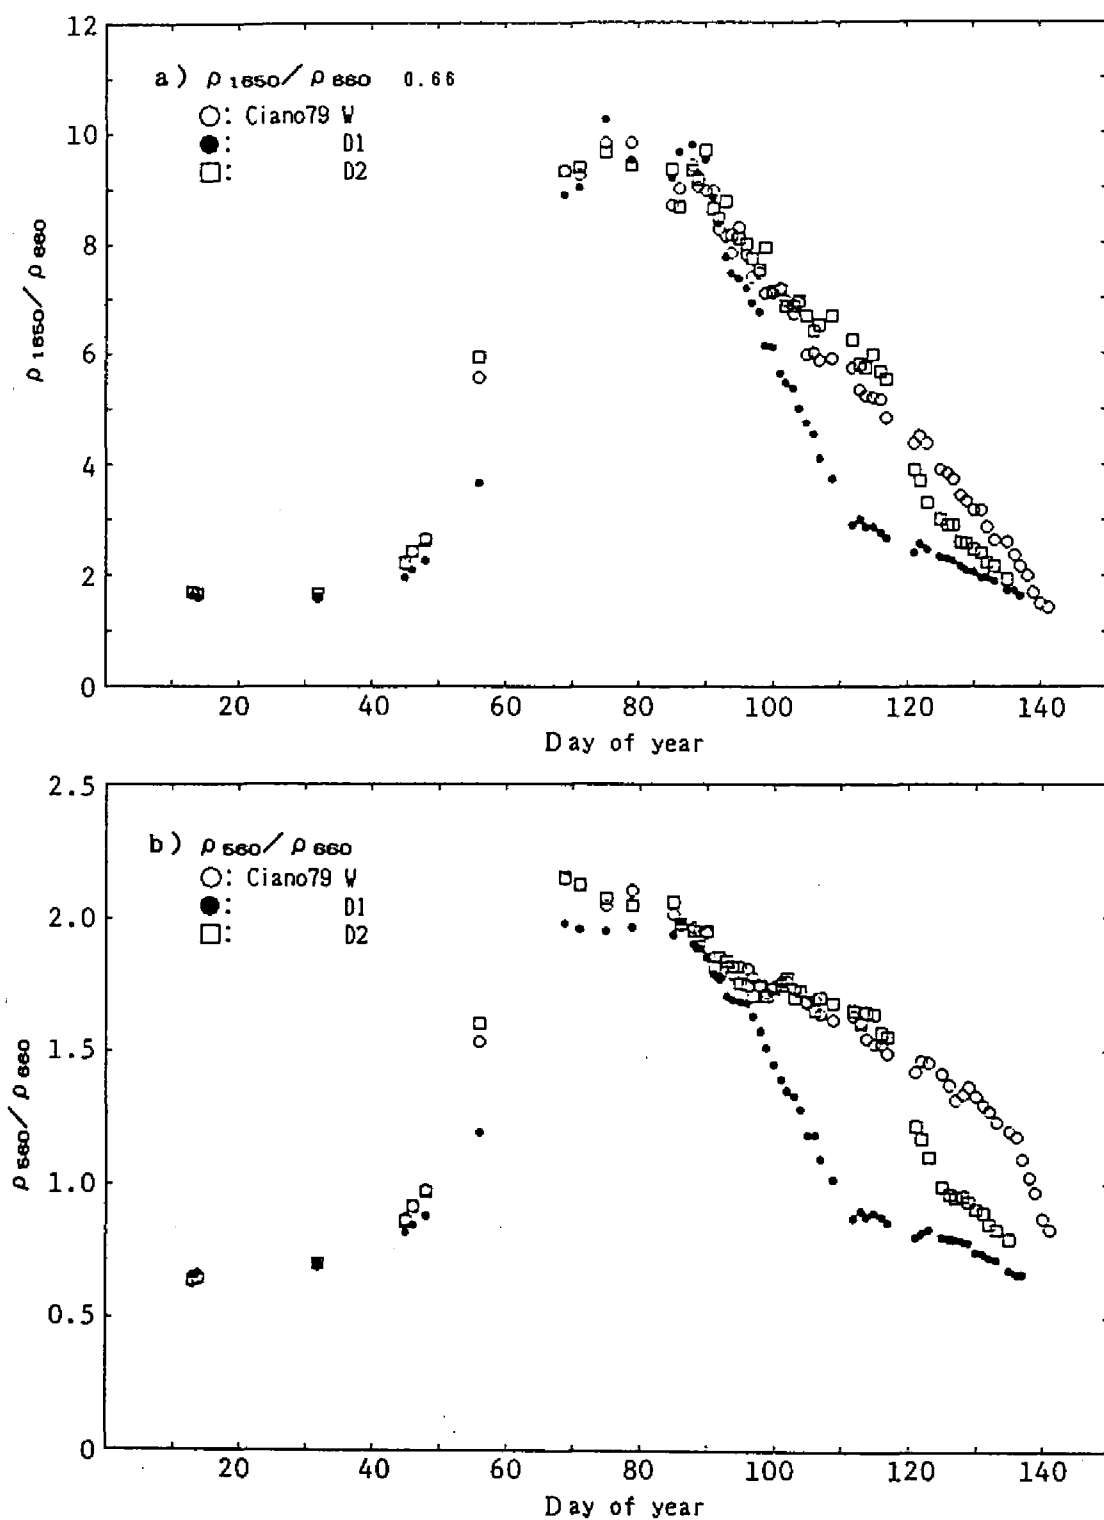 12
10
8
6
4
2
0
ρ1650/ρ660
a) ρ1650/ρ660 0.66
○: Ciano79 W
●: D1
□: D2
20 40 60 80 100 120 140
Day of year
2.5
2.0
1.5
1.0
0.5
0
ρ560/ρ660
b) ρ560/ρ660
○: Ciano79 W
●: D1
□: D2
20 40 60 80 100 120 140
Day of year